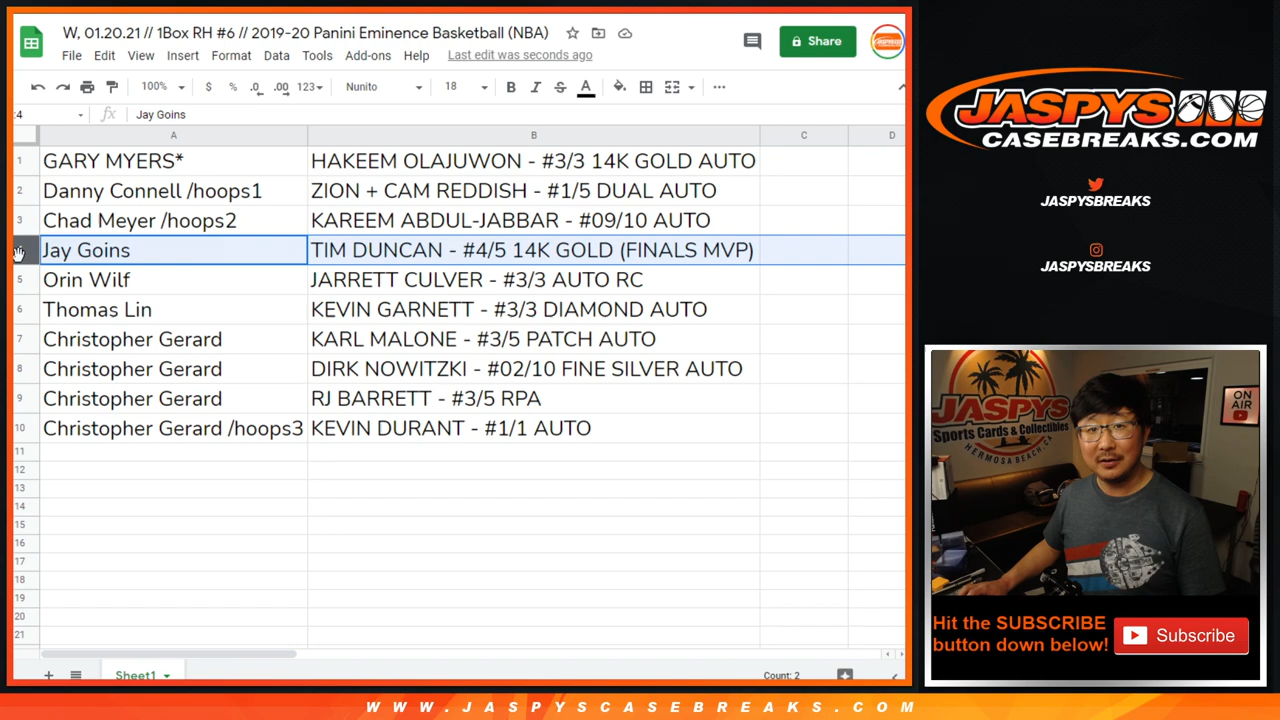 W, 01.20.21 // 1Box RH #6 // 2019-20 Panini Eminence Basketball (NBA)
File Edit View Insert Format Data Tools Add-ons Help Last edit was seconds ago
Share
100% $ % .0 .00 123 Nunito 18 B I S A
:4 fx Jay Goins
A B C D
1 GARY MYERS* HAKEEM OLAJUWON - #3/3 14K GOLD AUTO
2 Danny Connell /hoops1 ZION + CAM REDDISH - #1/5 DUAL AUTO
3 Chad Meyer /hoops2 KAREEM ABDUL-JABBAR - #09/10 AUTO
Jay Goins TIM DUNCAN - #4/5 14K GOLD (FINALS MVP)
5 Orin Wilf JARRETT CULVER - #3/3 AUTO RC
6 Thomas Lin KEVIN GARNETT - #3/3 DIAMOND AUTO
7 Christopher Gerard KARL MALONE - #3/5 PATCH AUTO
8 Christopher Gerard DIRK NOWITZKI - #02/10 FINE SILVER AUTO
9 Christopher Gerard RJ BARRETT - #3/5 RPA
10 Christopher Gerard /hoops3 KEVIN DURANT - #1/1 AUTO
11
12
13
14
15
16
17
18
19
20
21
Sheet1 Count: 2
JASPYS
CASEBREAKS.COM
JASPYSBREAKS
JASPYSBREAKS
JASPYS
Sports Cards & Collectibles
HERMOSA BEACH, CA
ON AIR
Hit the SUBSCRIBE
button down below!
Subscribe
WWW.JASPYSCASEBREAKS.COM